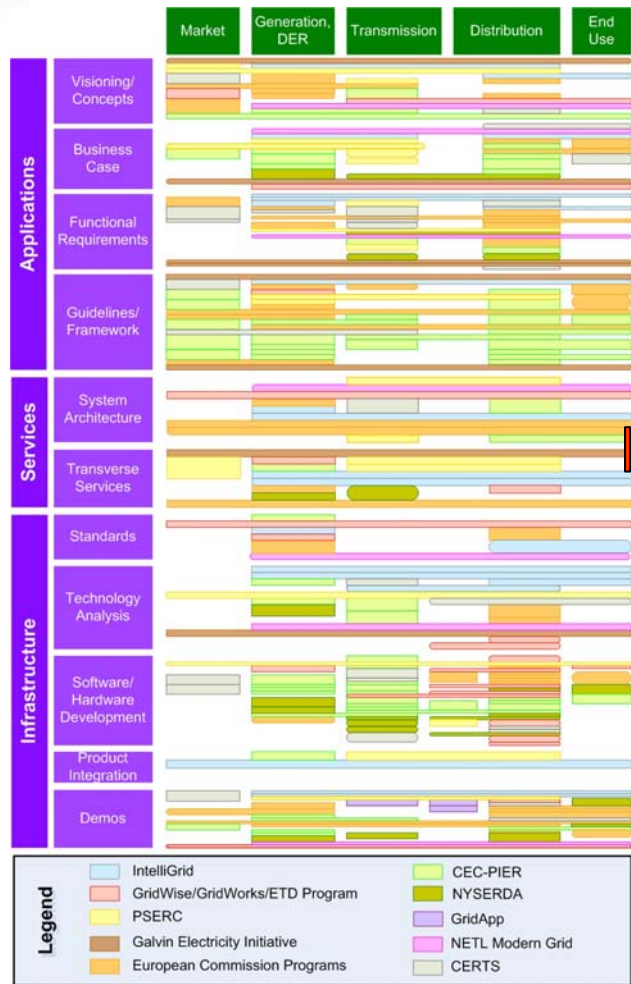 Market
Generation,
DER
Transmission
Distribution
End
Use
Applications
Visioning/
Concepts
Business
Case
Functional
Requirements
Guidelines/
Framework
Services
System
Architecture
Transverse
Services
Infrastructure
Standards
Technology
Analysis
Software/
Hardware
Development
Product
Integration
Demos
Legend
IntelliGrid
GridWise/GridWorks/ETD Program
PSERC
Galvin Electricity Initiative
European Commission Programs
CEC-PIER
NYSERDA
GridApp
NETL Modern Grid
CERTS